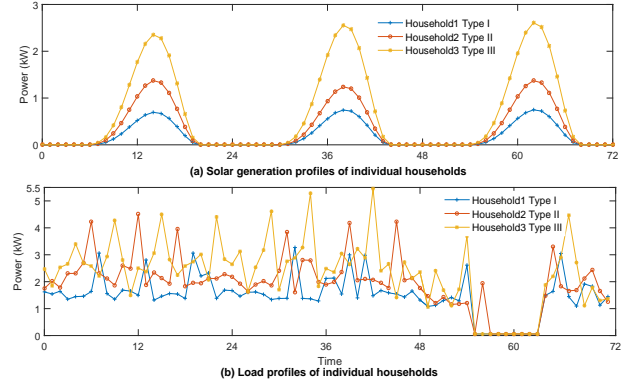 3
2
1
0
Power (kW)
Household1 Type I
Household2 Type II
Household3 Type III
0 12 24 36 48 60 72
(a) Solar generation profiles of individual households
5.5
5
4
3
2
1
0
Power (kW)
Household1 Type I
Household2 Type II
Household3 Type III
0 12 24 36 48 60 72
Time
(b) Load profiles of individual households